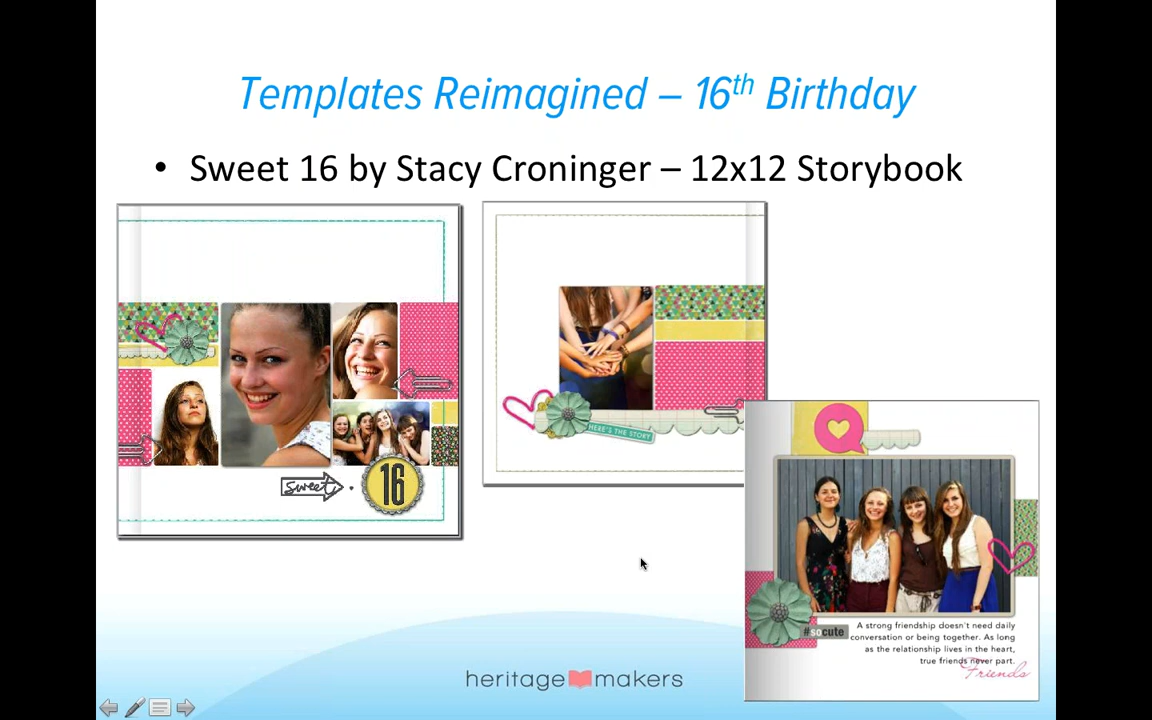 Templates Reimagined – 16th Birthday
• Sweet 16 by Stacy Croninger – 12x12 Storybook
sweet
16
HERE'S THE STORY
#socute
A strong friendship doesn't need daily
conversation or being together. As long
as the relationship lives in the heart,
true friends never part.
Friends
heritage makers